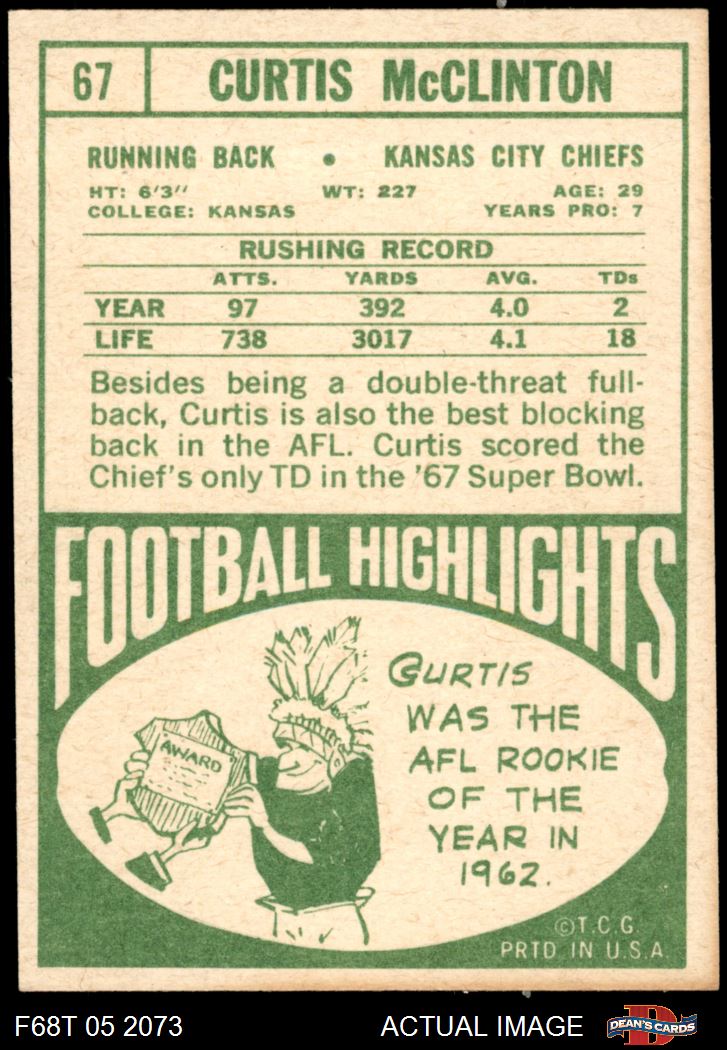 67 CURTIS McCLINTON
RUNNING BACK • KANSAS CITY CHIEFS
HT: 6'3" WT: 227 AGE: 29
COLLEGE: KANSAS YEARS PRO: 7
RUSHING RECORD
ATTS. YARDS AVG. TDs
YEAR 97 392 4.0 2
LIFE 738 3017 4.1 18
Besides being a double-threat full-
back, Curtis is also the best blocking
back in the AFL. Curtis scored the
Chief's only TD in the '67 Super Bowl.
FOOTBALL HIGHLIGHTS
AWARD
CURTIS
WAS THE
AFL ROOKIE
OF THE
YEAR IN
1962.
©T.C.G.
PRTD IN U.S.A
F68T 05 2073 ACTUAL IMAGE D DEAN'S CARDS